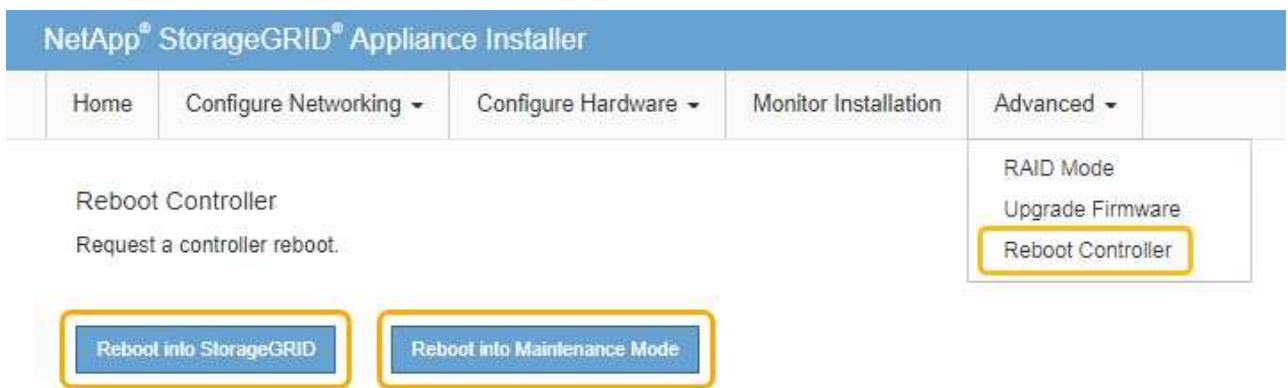 NetApp® StorageGRID® Appliance Installer
Home Configure Networking Configure Hardware Monitor Installation Advanced
RAID Mode
Upgrade Firmware
Reboot Controller
Reboot Controller
Request a controller reboot.
Reboot into StorageGRID Reboot into Maintenance Mode